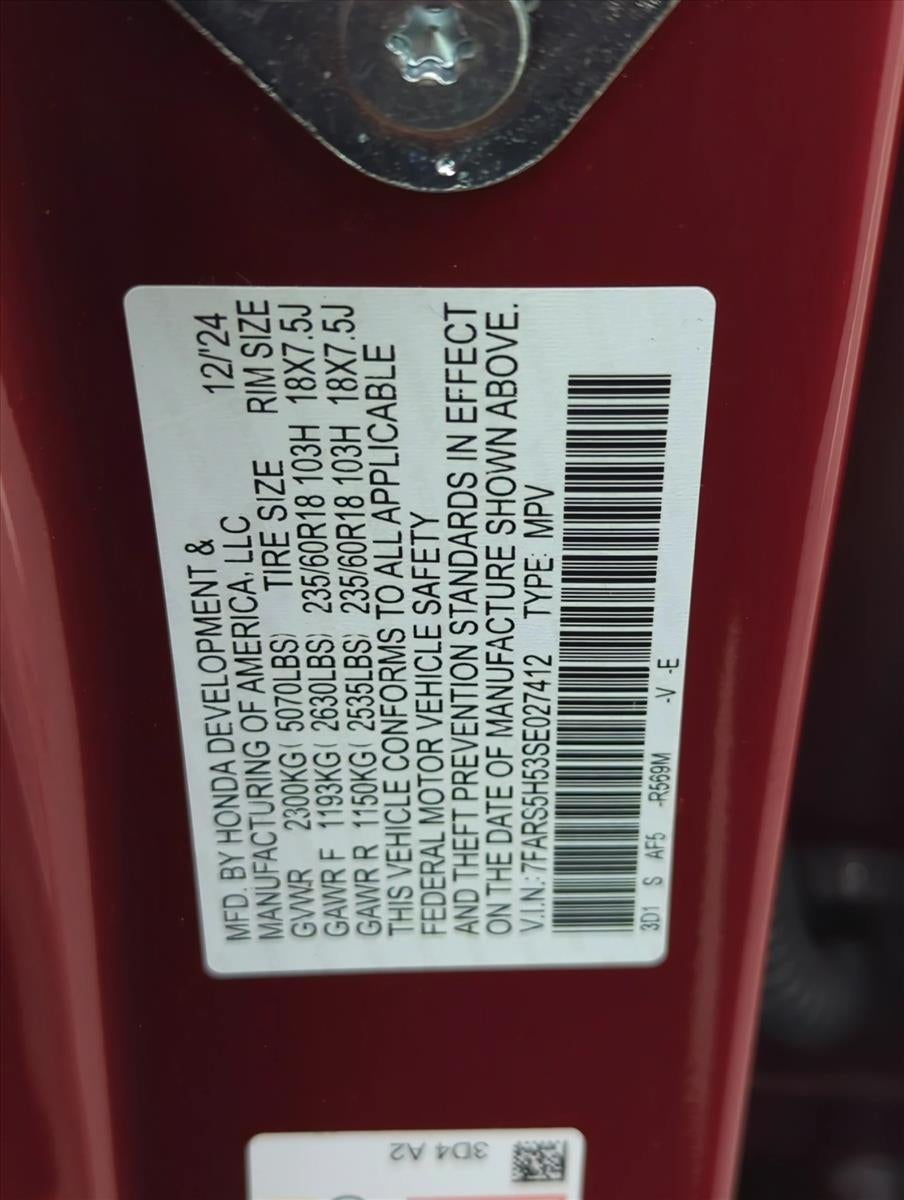 MFD. BY HONDA DEVELOPMENT & 12/'24
MANUFACTURING OF AMERICA, LLC
TIRE SIZE RIM SIZE
GVWR 2300KG ( 5070LBS)
GAWR F 1193KG ( 2630LBS) 235/60R18 103H 18X7.5J
GAWR R 1150KG ( 2535LBS) 235/60R18 103H 18X7.5J
THIS VEHICLE CONFORMS TO ALL APPLICABLE
FEDERAL MOTOR VEHICLE SAFETY
AND THEFT PREVENTION STANDARDS IN EFFECT
ON THE DATE OF MANUFACTURE SHOWN ABOVE.
V.I.N.: 7FARS5H53SE027412 TYPE: MPV
3D1 S AF5 -R569M -V -E
3D4 A2